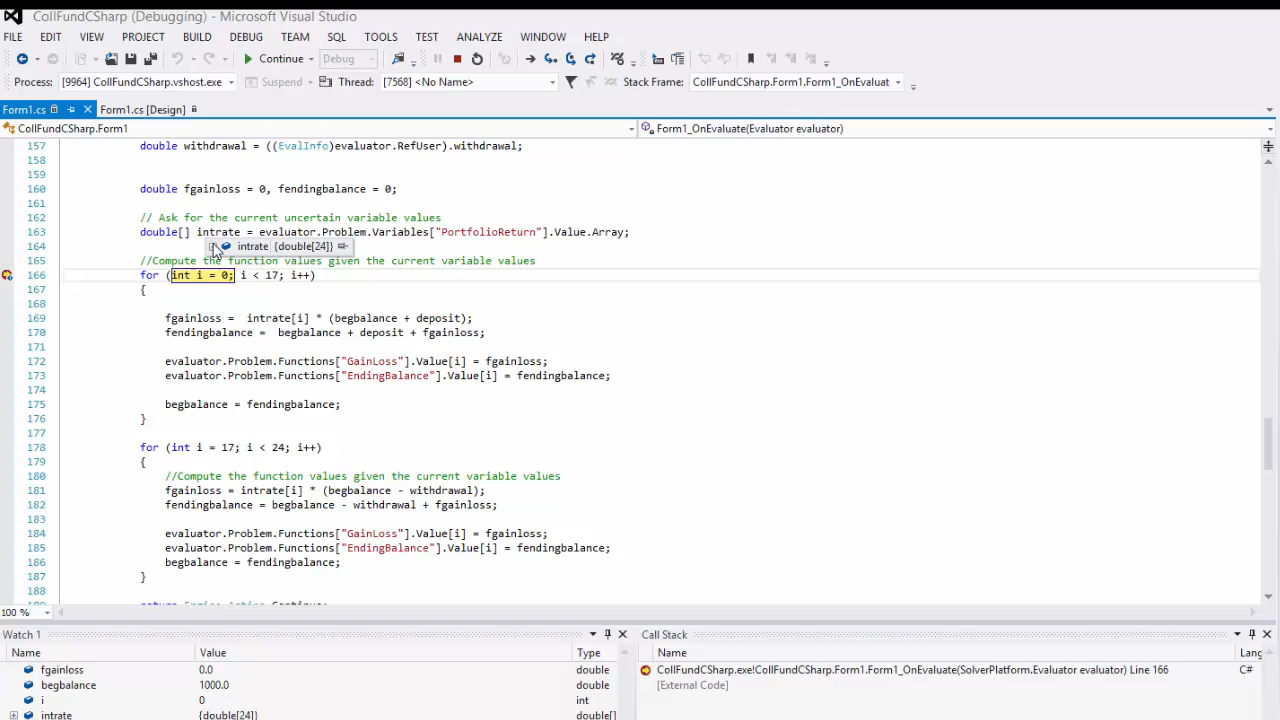 CollFundCSharp (Debugging) - Microsoft Visual Studio
FILE EDIT VIEW PROJECT BUILD DEBUG TEAM SQL TOOLS TEST ANALYZE WINDOW HELP
Continue Debug
Process: [9964] CollFundCSharp.vshost.exe Suspend Thread: [7568] <No Name> Stack Frame: CollFundCSharp.Form1.Form1_OnEvaluat
Form1.cs Form1.cs [Design]
CollFundCSharp.Form1 Form1_OnEvaluate(Evaluator evaluator)
157 double withdrawal = ((EvalInfo)evaluator.RefUser).withdrawal;
158
159
160 double fgainloss = 0, fendingbalance = 0;
161
162 // Ask for the current uncertain variable values
163 double[] intrate = evaluator.Problem.Variables["PortfolioReturn"].Value.Array;
164 intrate {double[24]}
165 //Compute the function values given the current variable values
166 for (int i = 0; i < 17; i++)
167 {
168
169 fgainloss = intrate[i] * (begbalance + deposit);
170 fendingbalance = begbalance + deposit + fgainloss;
171
172 evaluator.Problem.Functions["GainLoss"].Value[i] = fgainloss;
173 evaluator.Problem.Functions["EndingBalance"].Value[i] = fendingbalance;
174
175 begbalance = fendingbalance;
176 }
177
178 for (int i = 17; i < 24; i++)
179 {
180 //Compute the function values given the current variable values
181 fgainloss = intrate[i] * (begbalance - withdrawal);
182 fendingbalance = begbalance - withdrawal + fgainloss;
183
184 evaluator.Problem.Functions["GainLoss"].Value[i] = fgainloss;
185 evaluator.Problem.Functions["EndingBalance"].Value[i] = fendingbalance;
186 begbalance = fendingbalance;
187 }
188
100 %
Watch 1 Call Stack
Name Value Type Name Lang
fgainloss 0.0 double CollFundCSharp.exe!CollFundCSharp.Form1.Form1_OnEvaluate(SolverPlatform.Evaluator evaluator) Line 166 C#
begbalance 1000.0 double [External Code]
i 0 int
intrate {double[24]} double[]